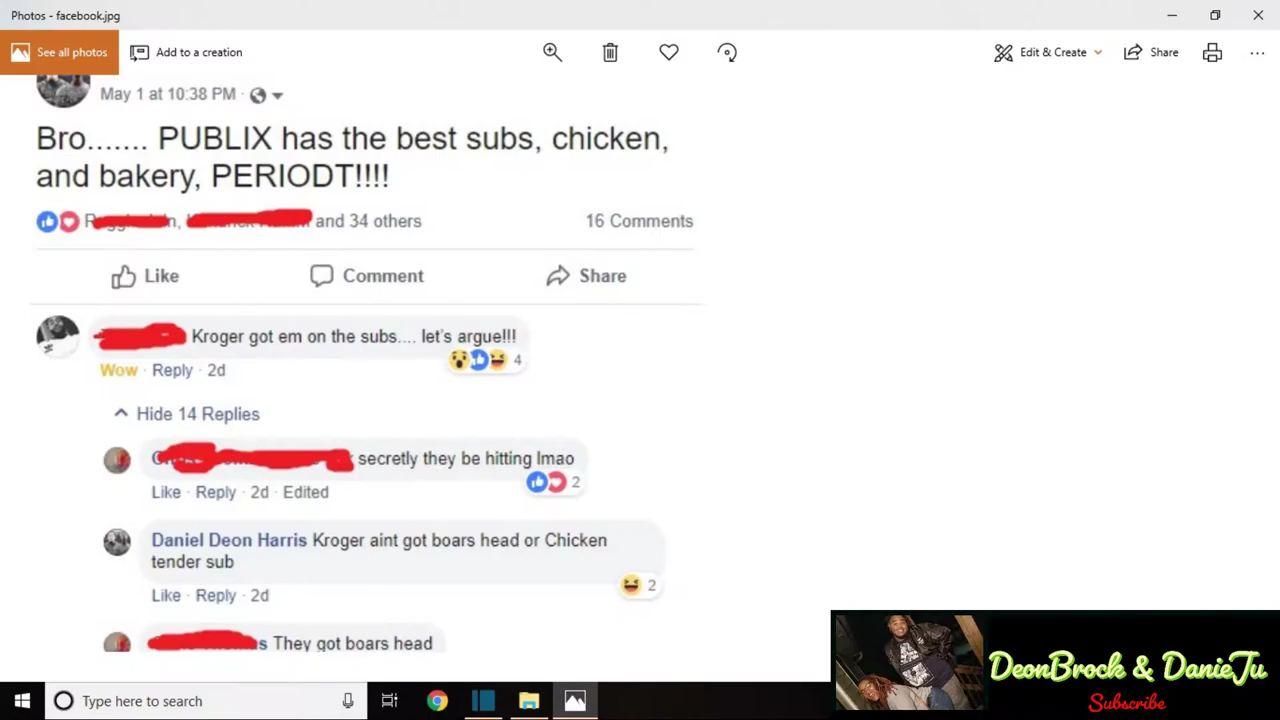 Photos - facebook.jpg
See all photos
Add to a creation
Edit & Create
Share
May 1 at 10:38 PM ·
Bro....... PUBLIX has the best subs, chicken,
and bakery, PERIODT!!!!
and 34 others
16 Comments
Like
Comment
Share
Kroger got em on the subs.... let's argue!!!
4
Wow · Reply · 2d
Hide 14 Replies
secretly they be hitting lmao
2
Like · Reply · 2d · Edited
Daniel Deon Harris Kroger aint got boars head or Chicken
tender sub
2
Like · Reply · 2d
They got boars head
DeonBrock & DanieTu
Subscribe
Type here to search